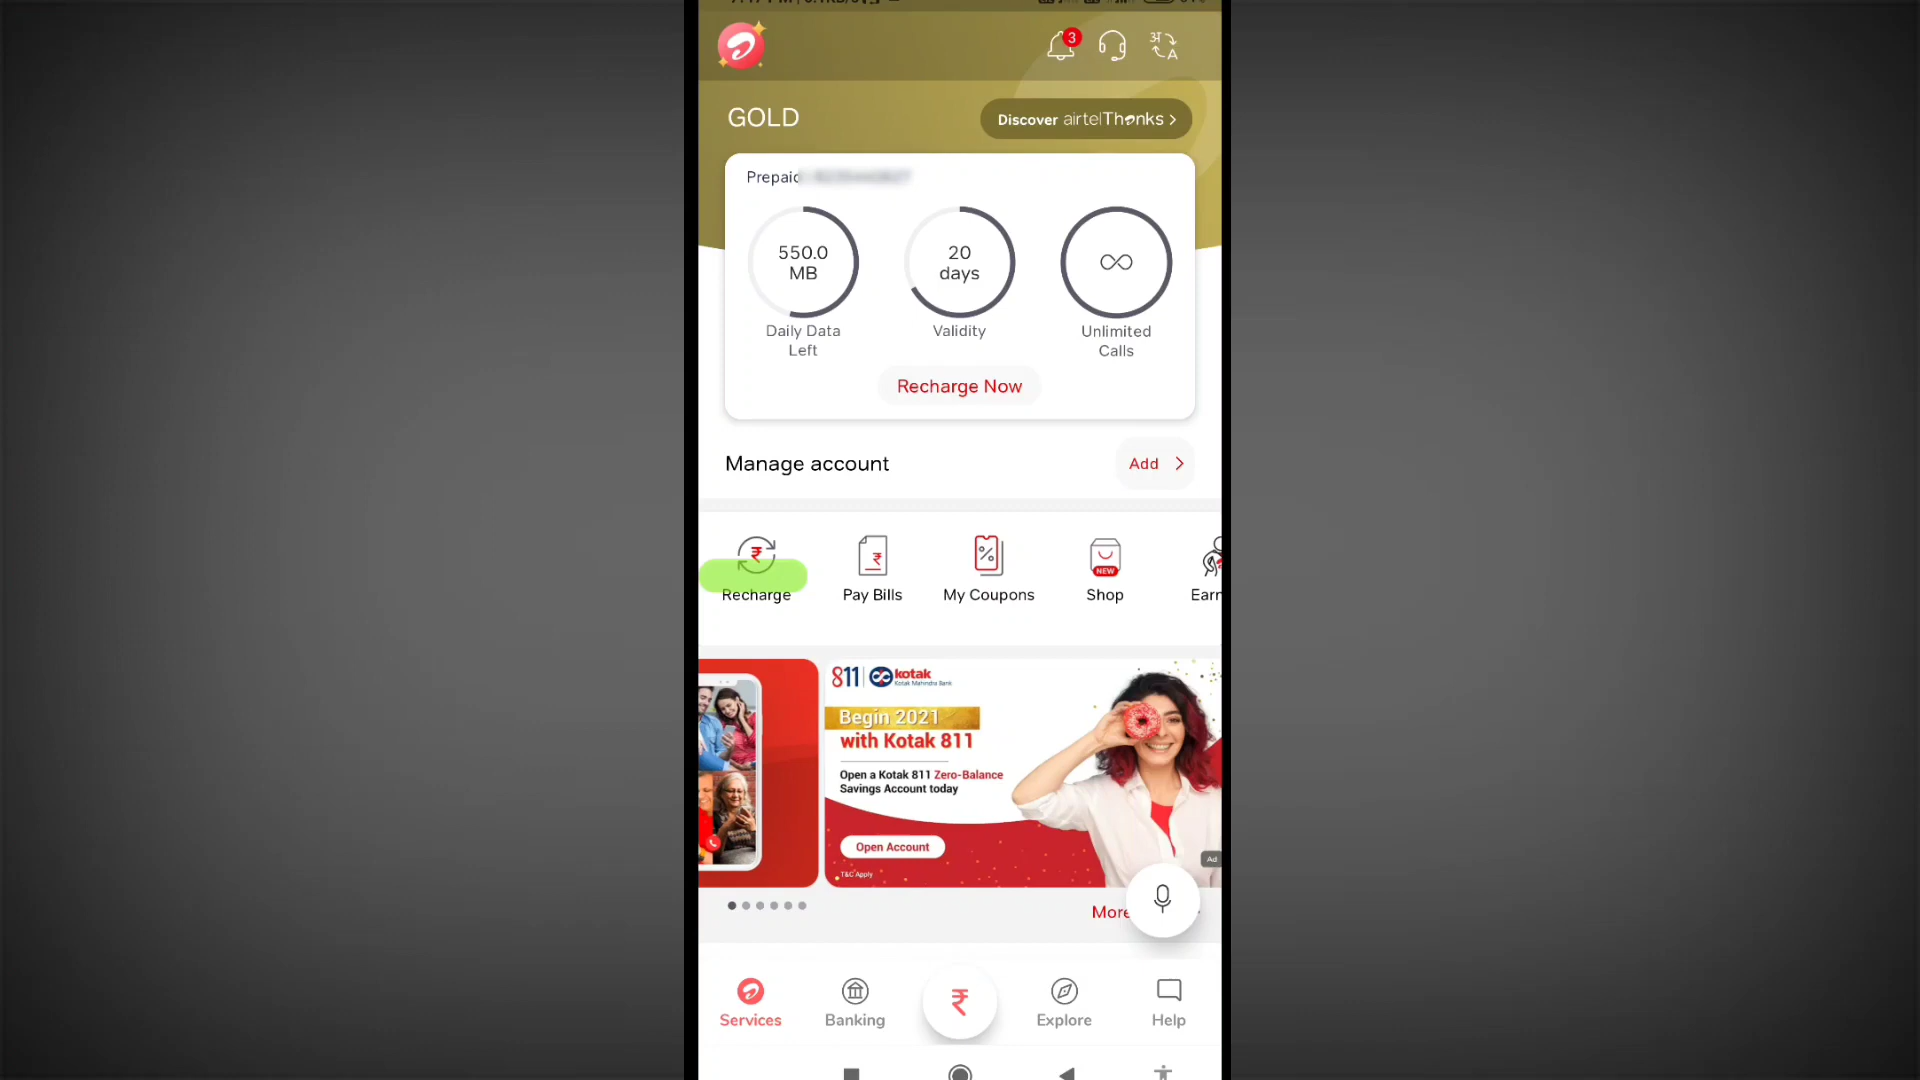 3
अ
A
GOLD
Discover airtelThanks >
Prepaid
550.0
MB
20
days
∞
Daily Data
Left
Validity
Unlimited
Calls
Recharge Now
Manage account
Add >
₹
₹
%
NEW
Recharge
Pay Bills
My Coupons
Shop
Earn
811 kotak
Kotak Mahindra Bank
Begin 2021
with Kotak 811
Open a Kotak 811 Zero-Balance
Savings Account today
Open Account
Ad
T&C Apply
More
₹
Services
Banking
Explore
Help